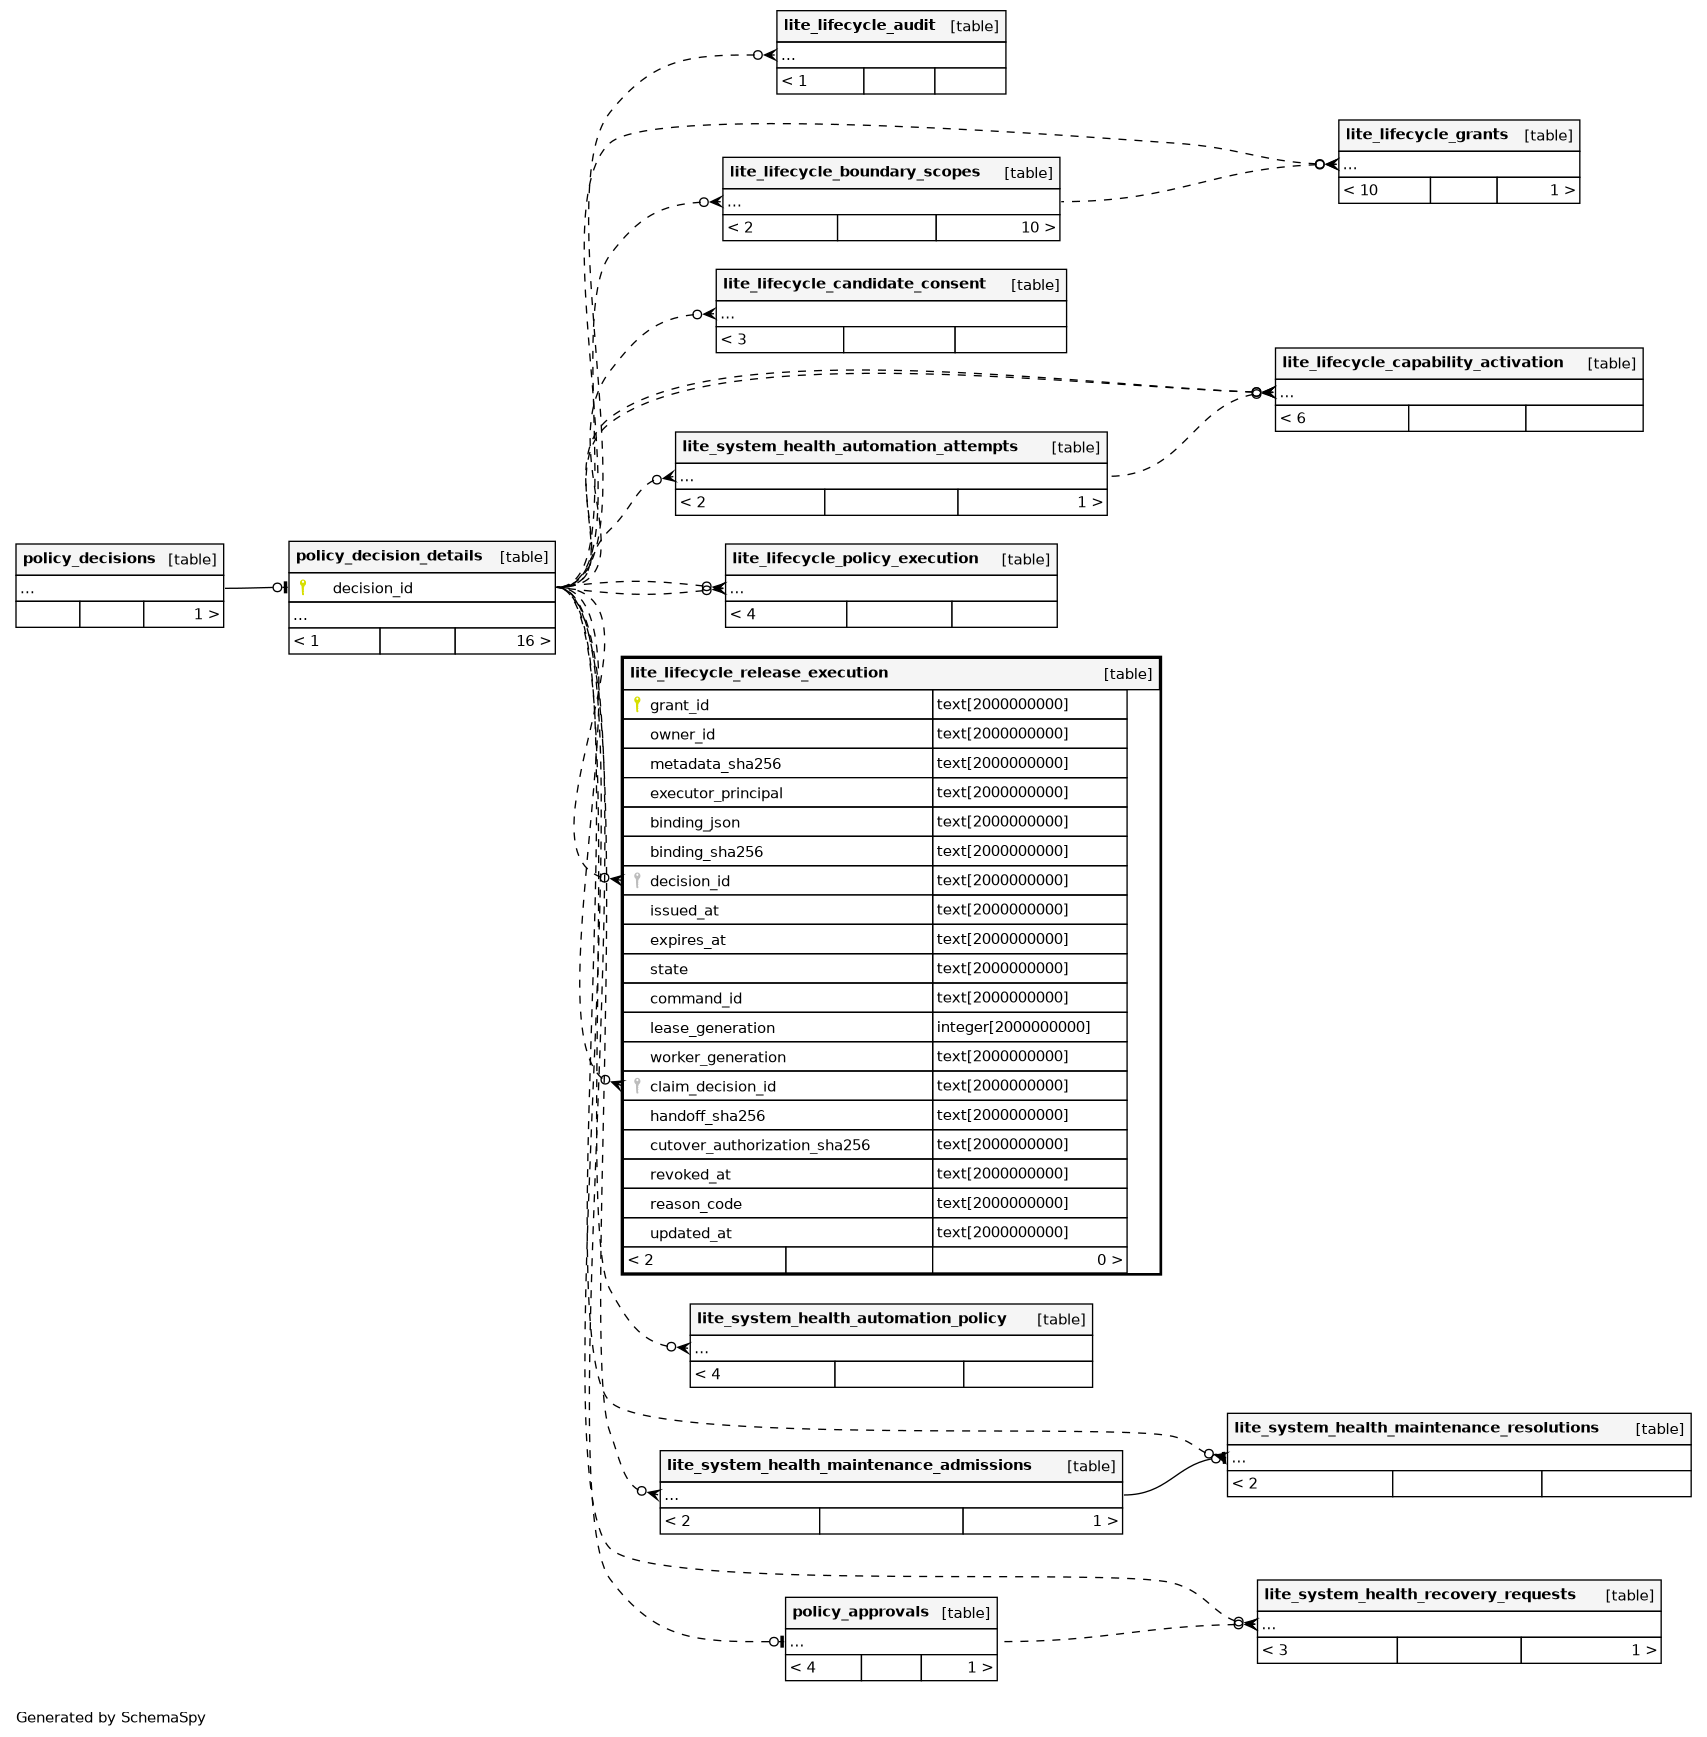 lite_lifecycle_audit [table]
...
< 1
lite_lifecycle_grants [table]
...
< 10 1 >
lite_lifecycle_boundary_scopes [table]
...
< 2 10 >
lite_lifecycle_candidate_consent [table]
...
< 3
lite_lifecycle_capability_activation [table]
...
< 6
lite_system_health_automation_attempts [table]
...
< 2 1 >
policy_decisions [table]
...
1 >
policy_decision_details [table]
decision_id
...
< 1 16 >
lite_lifecycle_policy_execution [table]
...
< 4
lite_lifecycle_release_execution [table]
grant_id text[2000000000]
owner_id text[2000000000]
metadata_sha256 text[2000000000]
executor_principal text[2000000000]
binding_json text[2000000000]
binding_sha256 text[2000000000]
decision_id text[2000000000]
issued_at text[2000000000]
expires_at text[2000000000]
state text[2000000000]
command_id text[2000000000]
lease_generation integer[2000000000]
worker_generation text[2000000000]
claim_decision_id text[2000000000]
handoff_sha256 text[2000000000]
cutover_authorization_sha256 text[2000000000]
revoked_at text[2000000000]
reason_code text[2000000000]
updated_at text[2000000000]
< 2 0 >
lite_system_health_automation_policy [table]
...
< 4
lite_system_health_maintenance_resolutions [table]
...
< 2
lite_system_health_maintenance_admissions [table]
...
< 2 1 >
lite_system_health_recovery_requests [table]
...
< 3 1 >
policy_approvals [table]
...
< 4 1 >
Generated by SchemaSpy